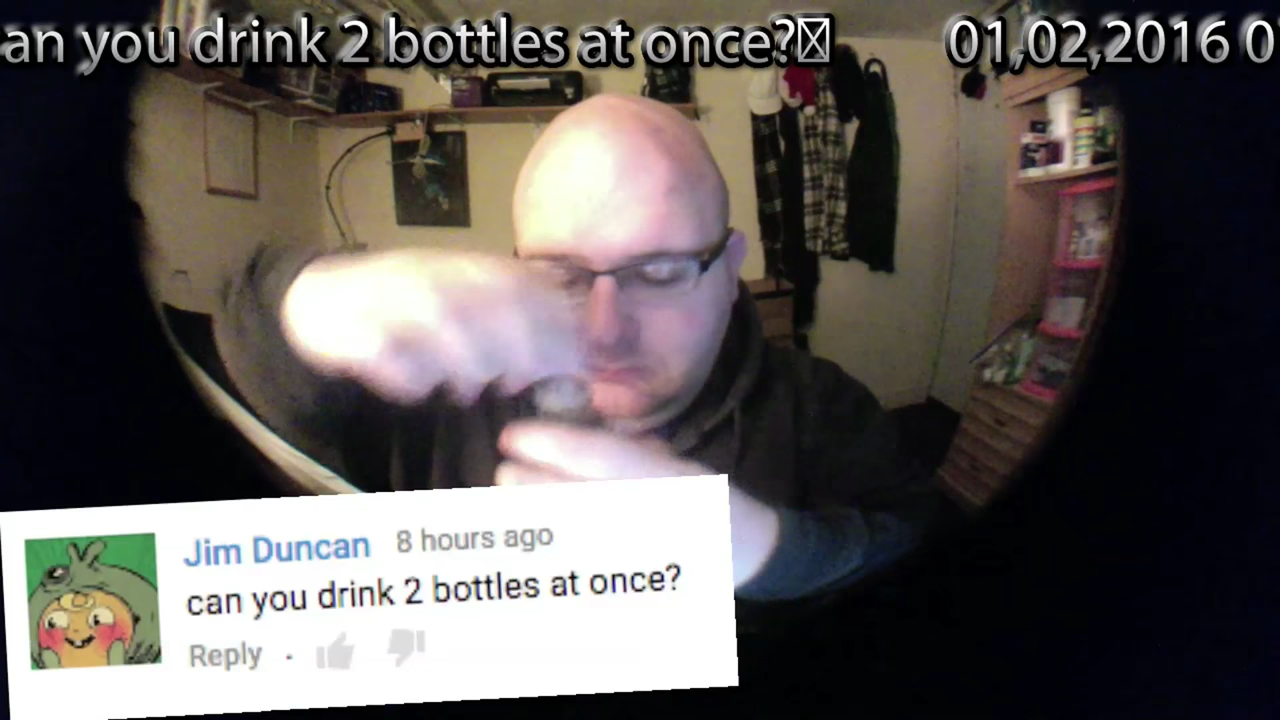 an you drink 2 bottles at once? 01,02,2016 0
Jim Duncan 8 hours ago
can you drink 2 bottles at once?
Reply